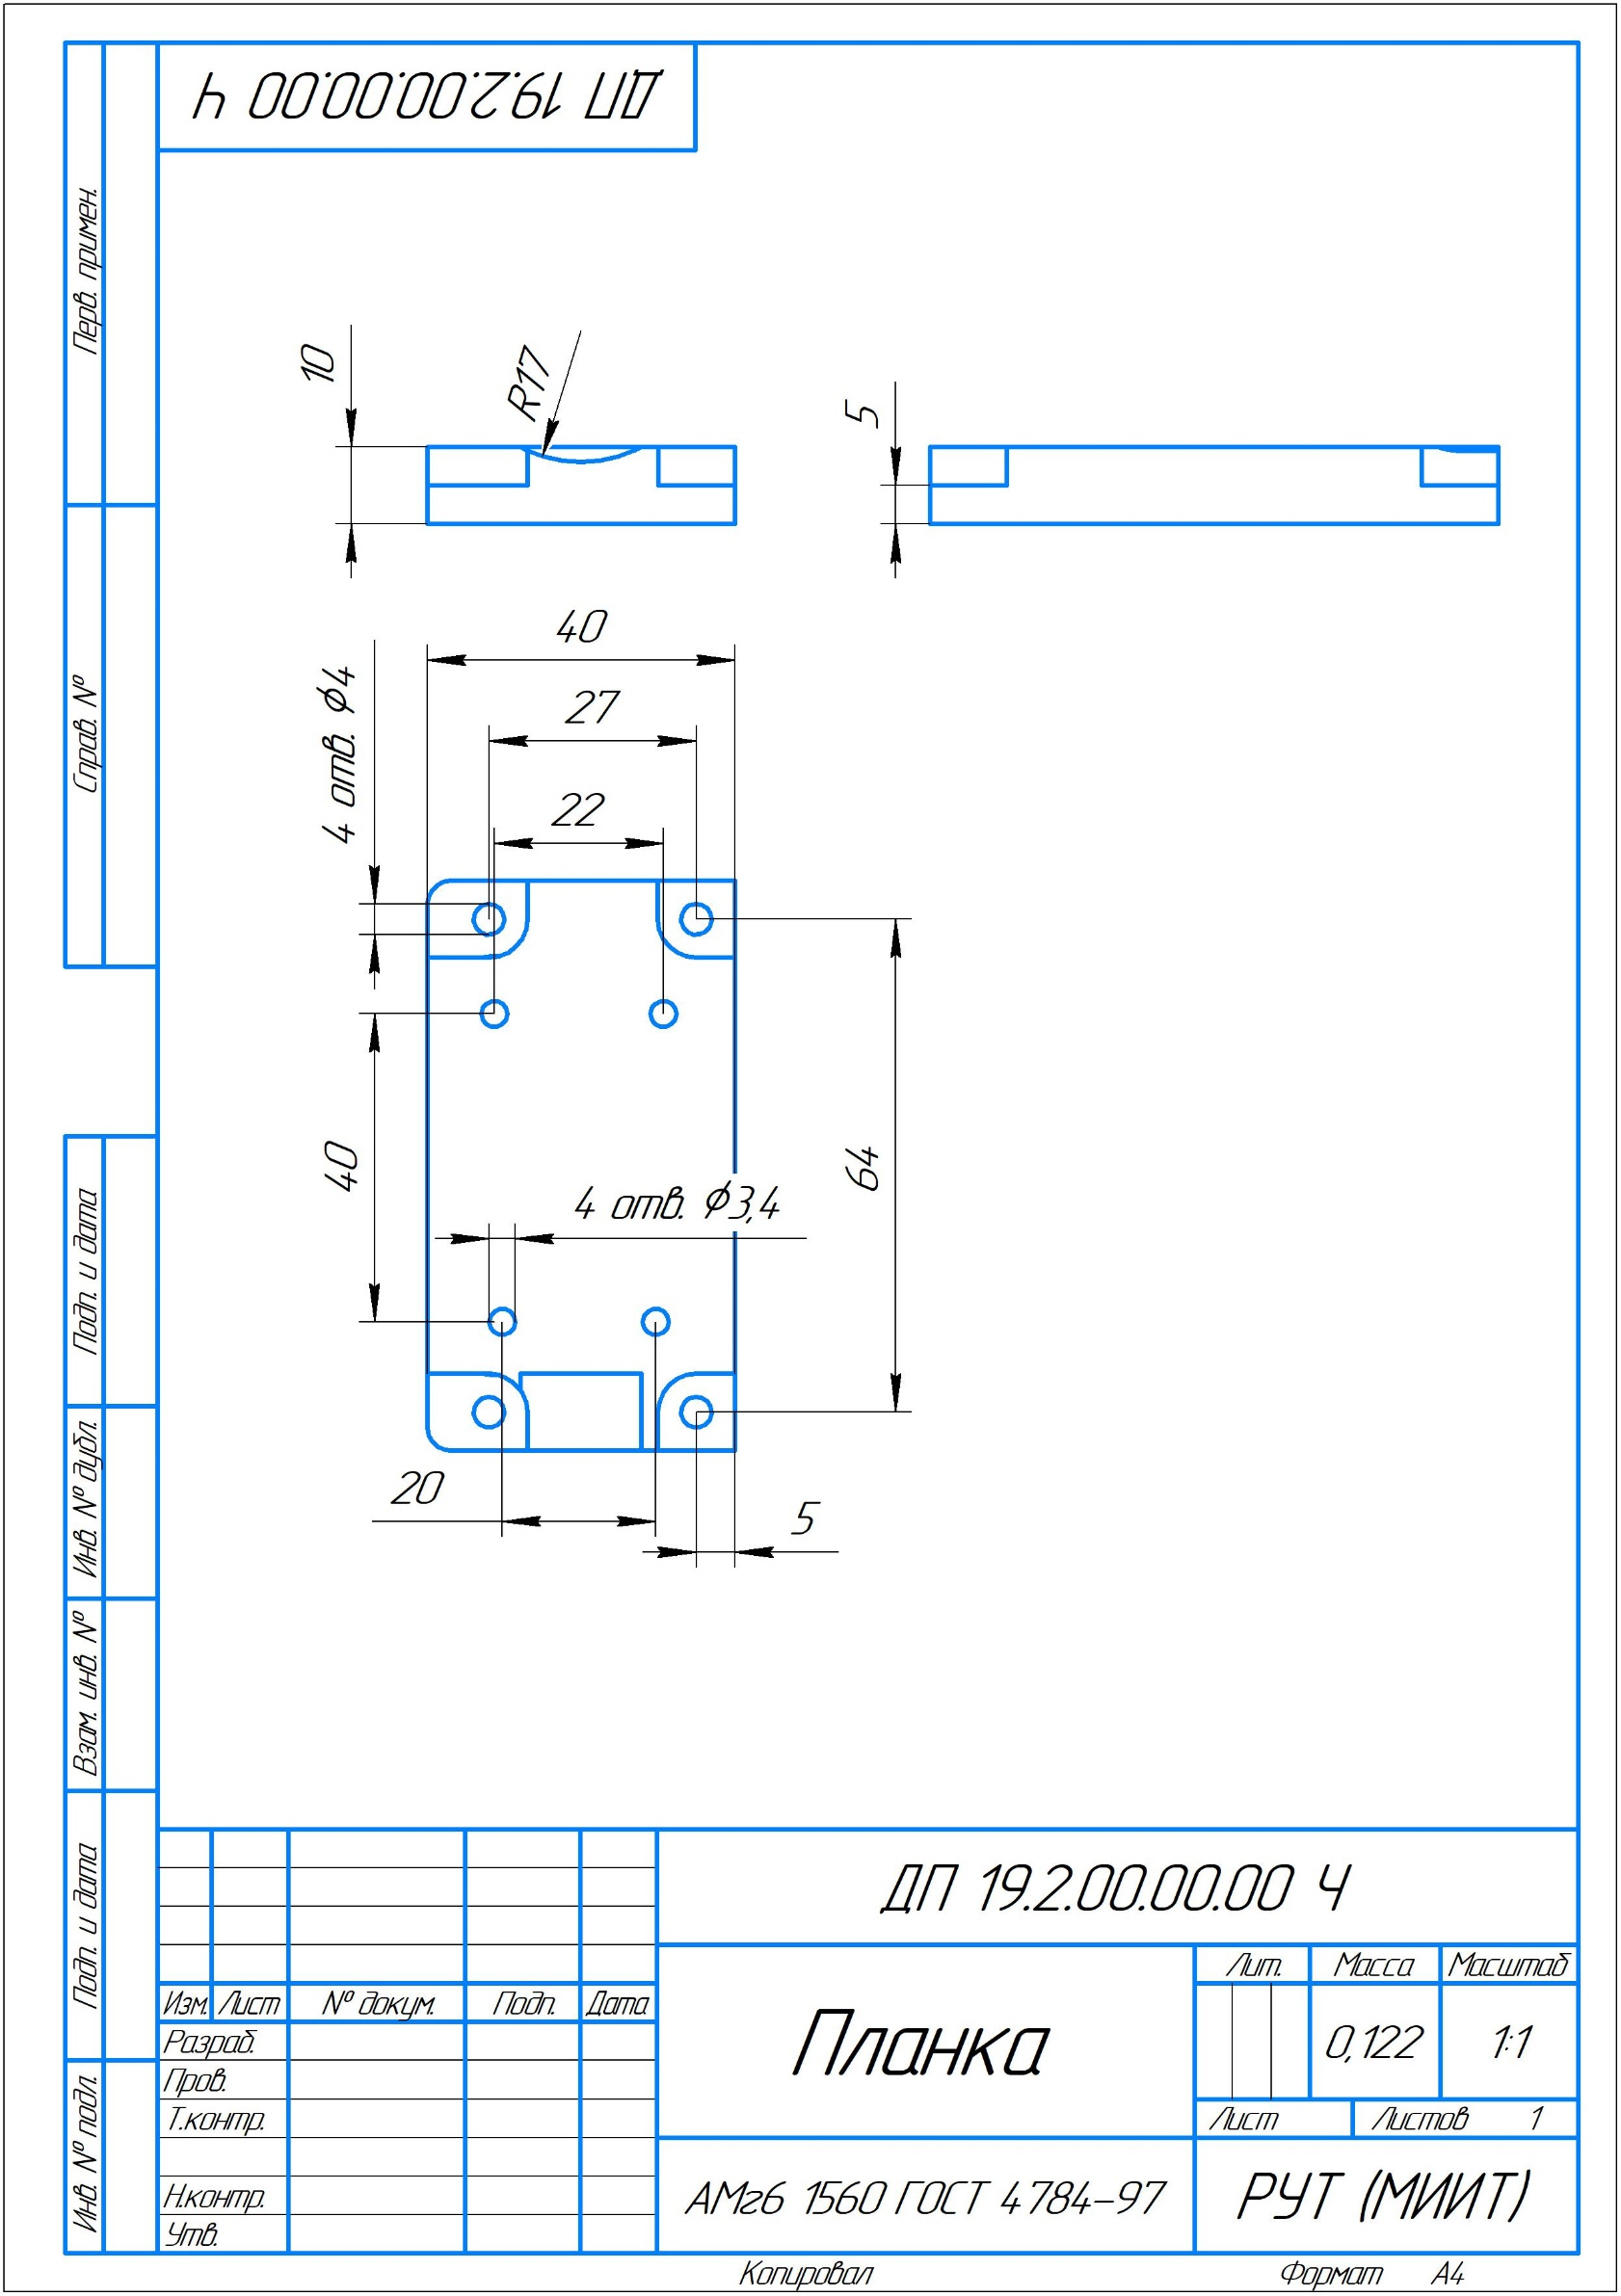 ДП 19.2.00.00.00 Ч
Перв. примен.
Справ. №
Подп. и дата
Инв. № дубл.
Взам. инв. №
Подп. и дата
Инв. № подл.
10
R17
5
40
27
22
4 отв. ϕ4
40
4 отв. ϕ3,4
64
20
5
ДП 19.2.00.00.00 Ч
Изм. Лист № докум. Подп. Дата
Разраб.
Пров.
Т.контр.
Н.контр.
Утв.
Планка
Лит. Масса Масштаб
0,122 1:1
Лист Листов 1
АМг6 1560 ГОСТ 4784-97
РУТ (МИИТ)
Копировал Формат А4